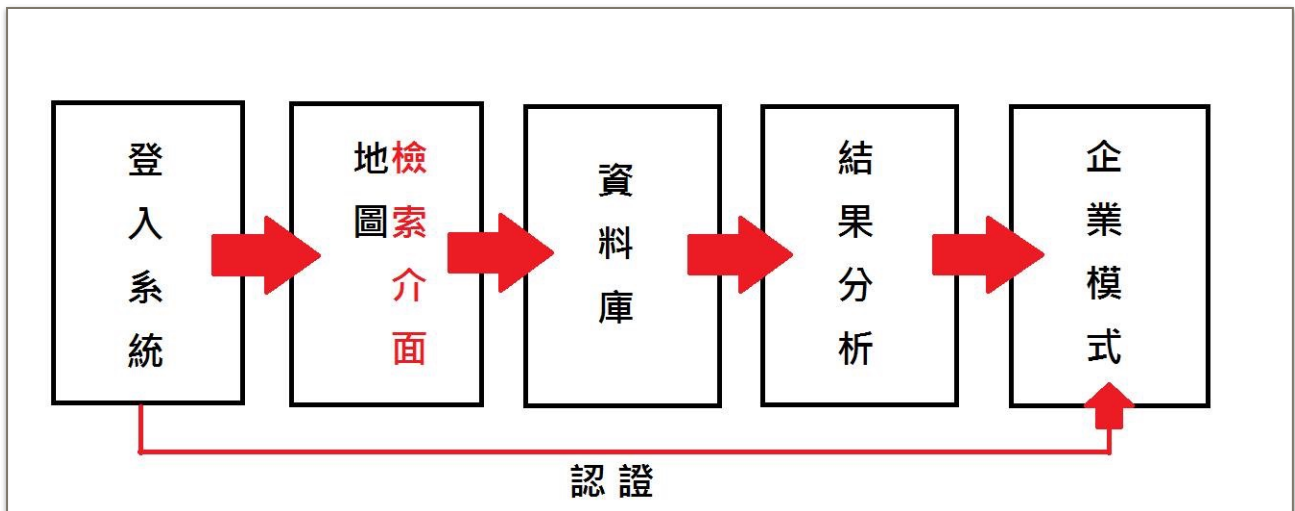 登入系統
地圖
檢索介面
資料庫
結果分析
企業模式
認證